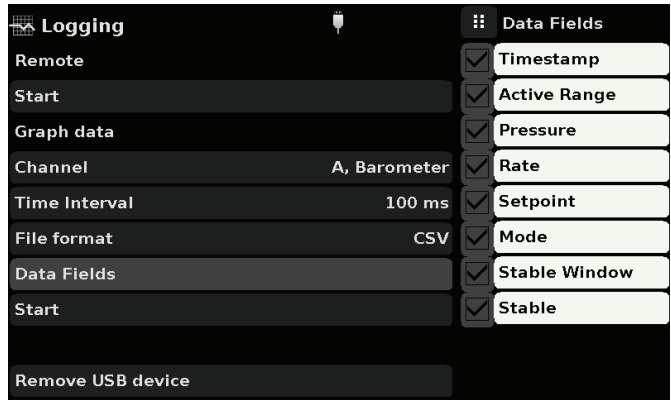 Logging
Remote
Start
Graph data
Channel A, Barometer
Time Interval 100 ms
File format CSV
Data Fields
Start
Remove USB device
Data Fields
Timestamp
Active Range
Pressure
Rate
Setpoint
Mode
Stable Window
Stable